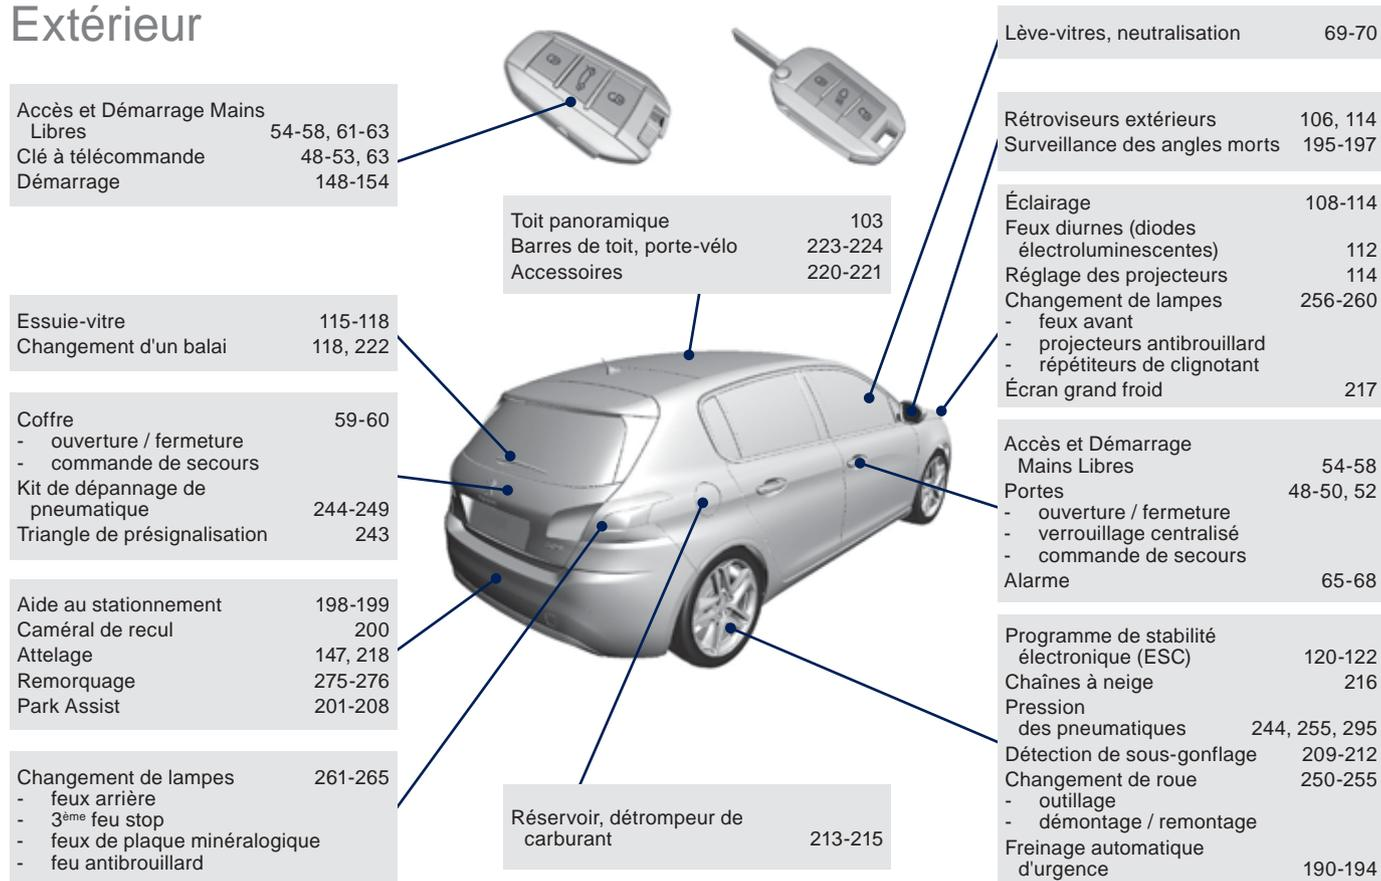 Extérieur
Accès et Démarrage Mains
Libres 54-58, 61-63
Clé à télécommande 48-53, 63
Démarrage 148-154
Essuie-vitre 115-118
Changement d'un balai 118, 222
Coffre 59-60
- ouverture / fermeture
- commande de secours
Kit de dépannage de
pneumatique 244-249
Triangle de présignalisation 243
Aide au stationnement 198-199
Caméral de recul 200
Attelage 147, 218
Remorquage 275-276
Park Assist 201-208
Changement de lampes 261-265
- feux arrière
- 3ème feu stop
- feux de plaque minéralogique
- feu antibrouillard
Toit panoramique 103
Barres de toit, porte-vélo 223-224
Accessoires 220-221
Réservoir, détrompeur de
carburant 213-215
Lève-vitres, neutralisation 69-70
Rétroviseurs extérieurs 106, 114
Surveillance des angles morts 195-197
Éclairage 108-114
Feux diurnes (diodes
électroluminescentes) 112
Réglage des projecteurs 114
Changement de lampes 256-260
- feux avant
- projecteurs antibrouillard
- répétiteurs de clignotant
Écran grand froid 217
Accès et Démarrage
Mains Libres 54-58
Portes 48-50, 52
- ouverture / fermeture
- verrouillage centralisé
- commande de secours
Alarme 65-68
Programme de stabilité
électronique (ESC) 120-122
Chaînes à neige 216
Pression
des pneumatiques 244, 255, 295
Détection de sous-gonflage 209-212
Changement de roue 250-255
- outillage
- démontage / remontage
Freinage automatique
d'urgence 190-194